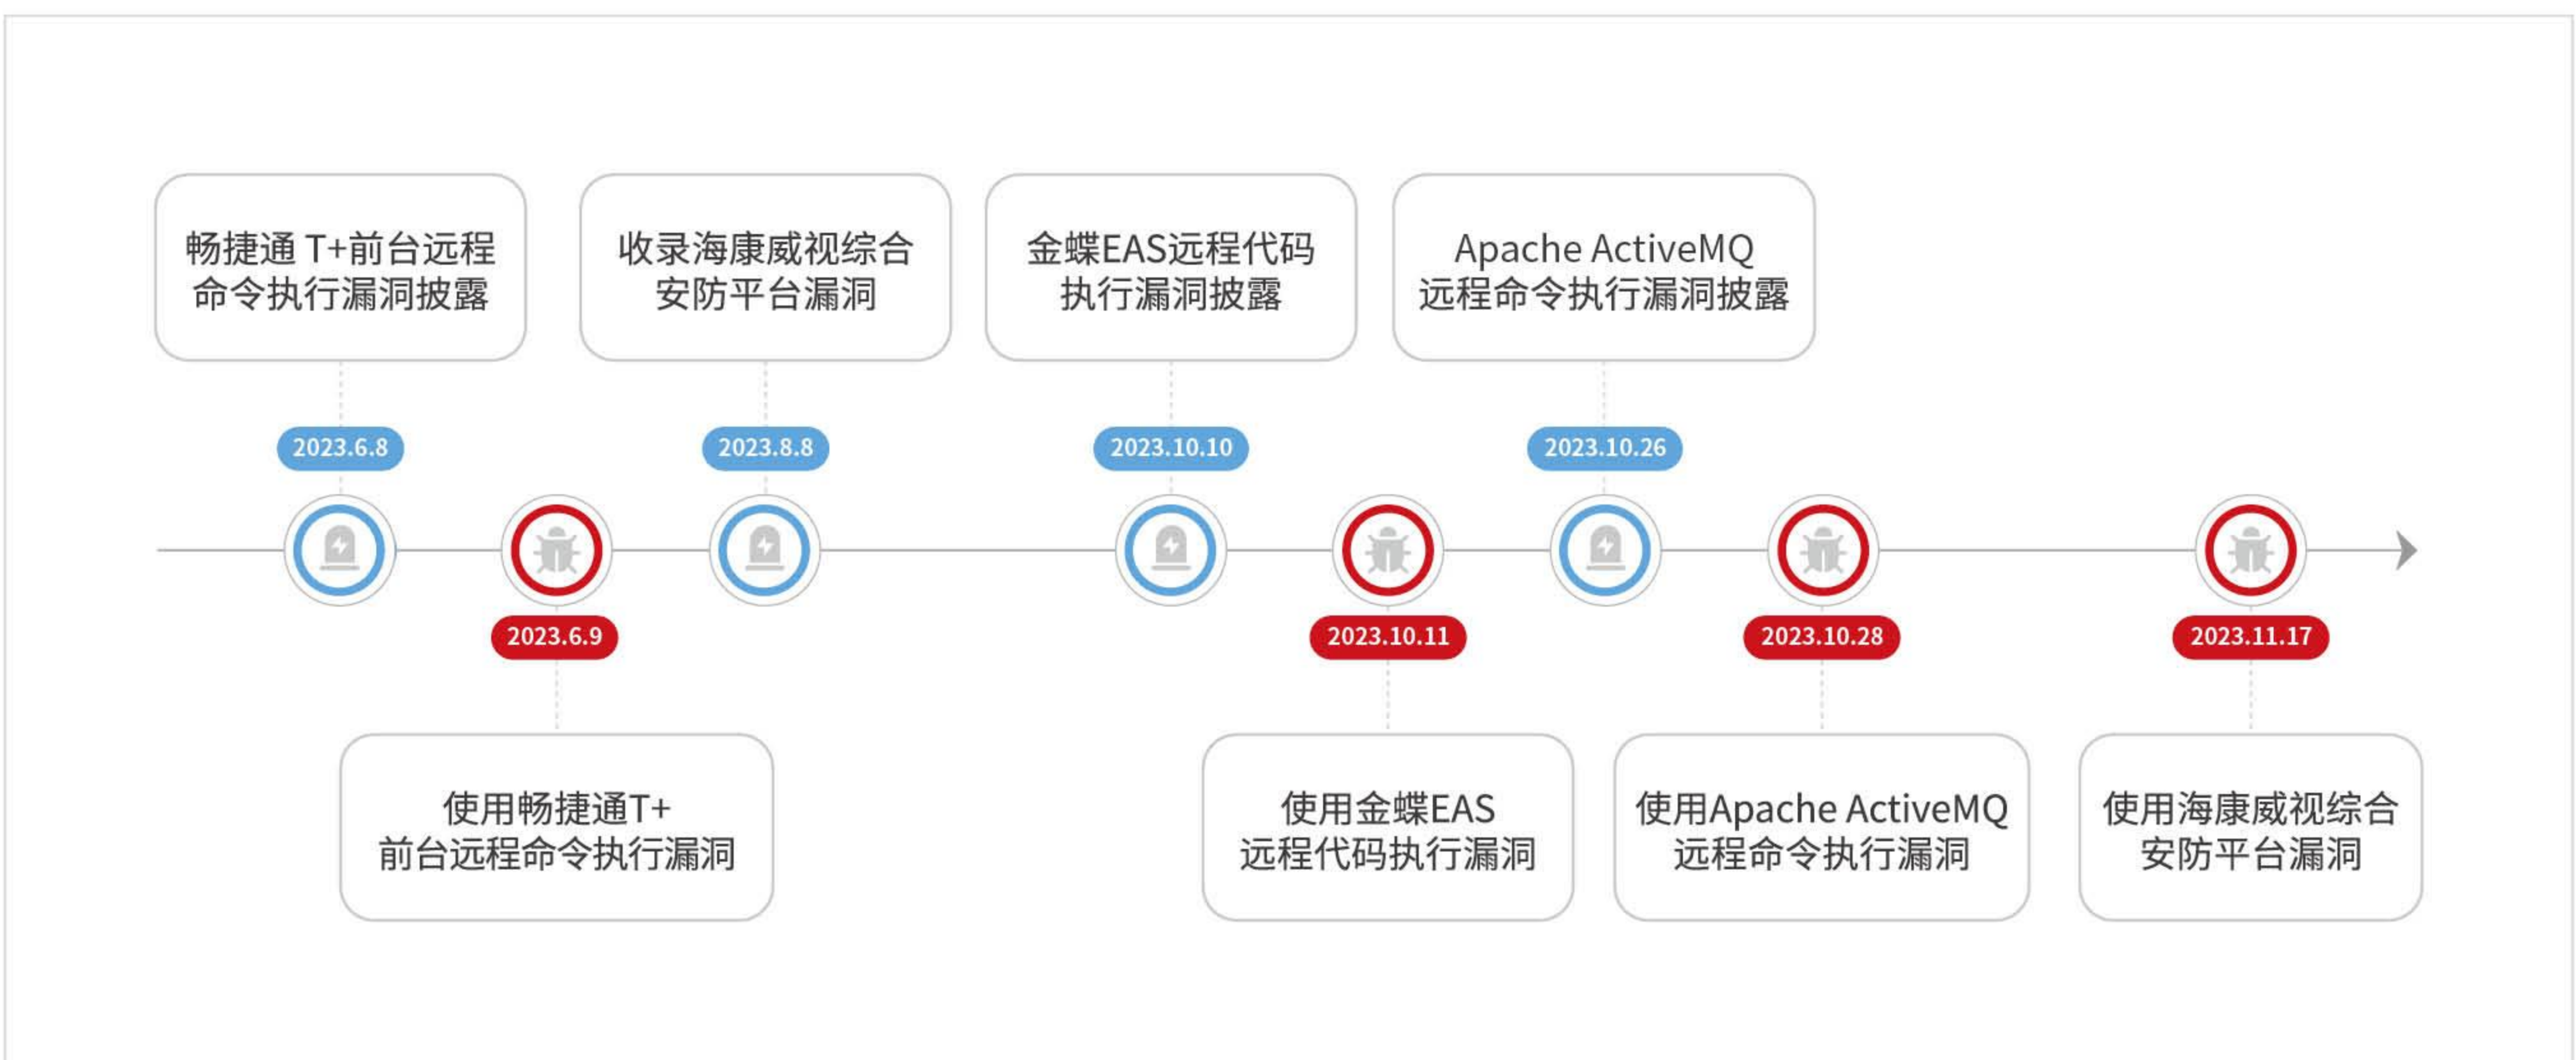 畅捷通 T+前台远程
命令执行漏洞披露
收录海康威视综合
安防平台漏洞
金蝶EAS远程代码
执行漏洞披露
Apache ActiveMQ
远程命令执行漏洞披露
2023.6.8
2023.8.8
2023.10.10
2023.10.26
2023.6.9
2023.10.11
2023.10.28
2023.11.17
使用畅捷通T+
前台远程命令执行漏洞
使用金蝶EAS
远程代码执行漏洞
使用Apache ActiveMQ
远程命令执行漏洞
使用海康威视综合
安防平台漏洞